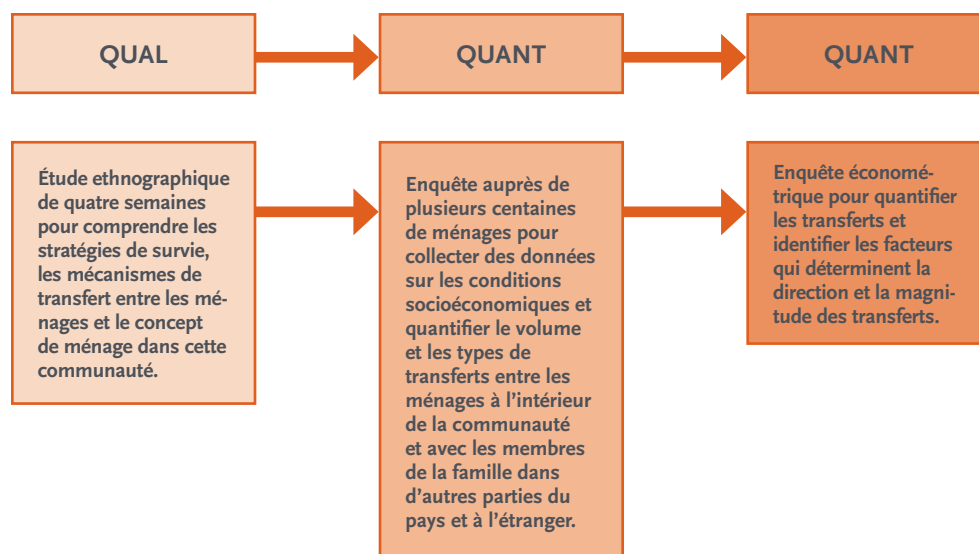 QUAL
QUANT
QUANT
Étude ethnographique
de quatre semaines
pour comprendre les
stratégies de survie,
les mécanismes de
transfert entre les mé-
nages et le concept
de ménage dans cette
communauté.
Enquête auprès de
plusieurs centaines
de ménages pour
collecter des données
sur les conditions
socioéconomiques et
quantifier le volume
et les types de
transferts entre les
ménages à l’intérieur
de la communauté
et avec les membres
de la famille dans
d’autres parties du
pays et à l’étranger.
Enquête économé-
trique pour quantifier
les transferts et
identifier les facteurs
qui déterminent la
direction et la magni-
tude des transferts.